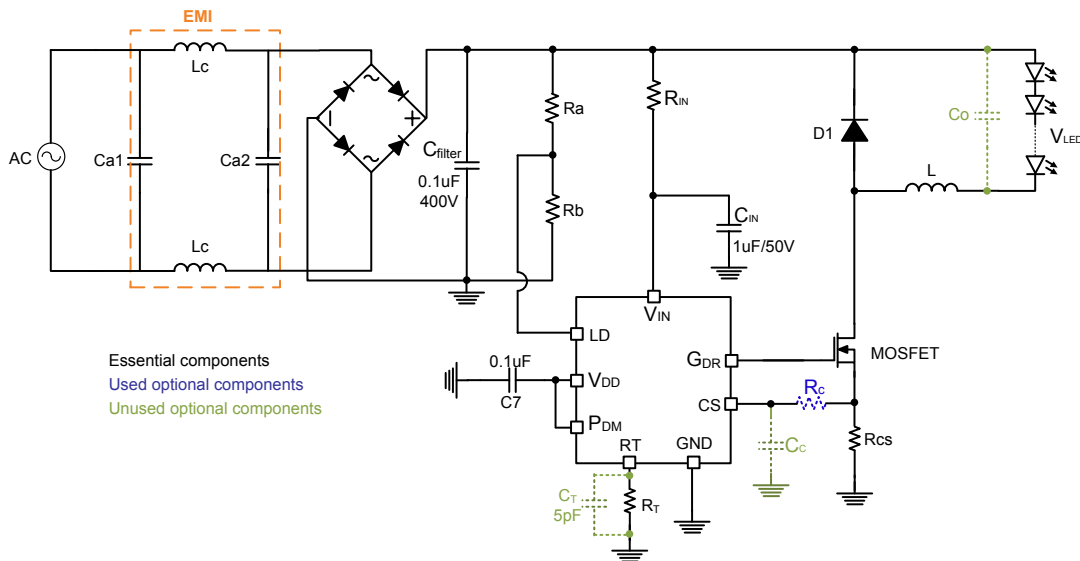 EMI
Lc
AC
Ca1
Ca2
Lc
Cfilter
0.1uF
400V
Ra
Rb
RIN
CIN
1uF/50V
D1
L
Co
VLED
VIN
LD
GDR
MOSFET
0.1uF
C7
VDD
PDM
CS
Rc
Rcs
Cc
RT
GND
CT
5pF
RT
Essential components
Used optional components
Unused optional components